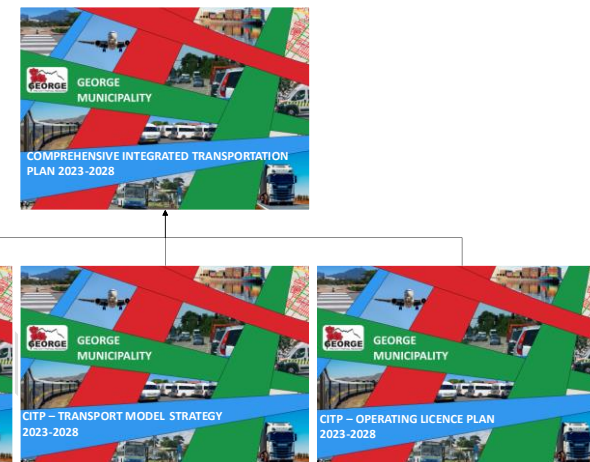 GEORGE
GEORGE
MUNICIPALITY
COMPREHENSIVE INTEGRATED TRANSPORTATION
PLAN 2023-2028
GEORGE
GEORGE
MUNICIPALITY
CITP – TRANSPORT MODEL STRATEGY
2023-2028
GEORGE
GEORGE
MUNICIPALITY
CITP – OPERATING LICENCE PLAN
2023-2028